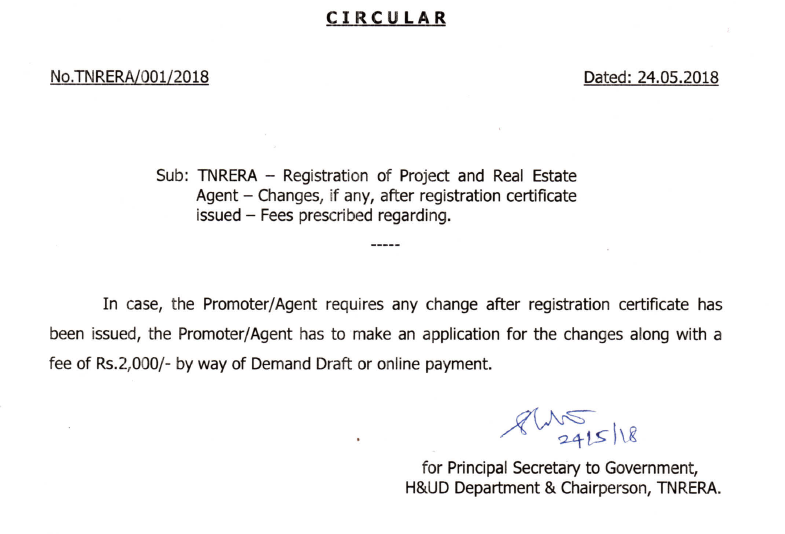 CIRCULAR
No.TNRERA/001/2018 Dated: 24.05.2018
Sub: TNRERA – Registration of Project and Real Estate
Agent – Changes, if any, after registration certificate
issued – Fees prescribed regarding.
-----
In case, the Promoter/Agent requires any change after registration certificate has
been issued, the Promoter/Agent has to make an application for the changes along with a
fee of Rs.2,000/- by way of Demand Draft or online payment.
24/5/18
for Principal Secretary to Government,
H&UD Department & Chairperson, TNRERA.